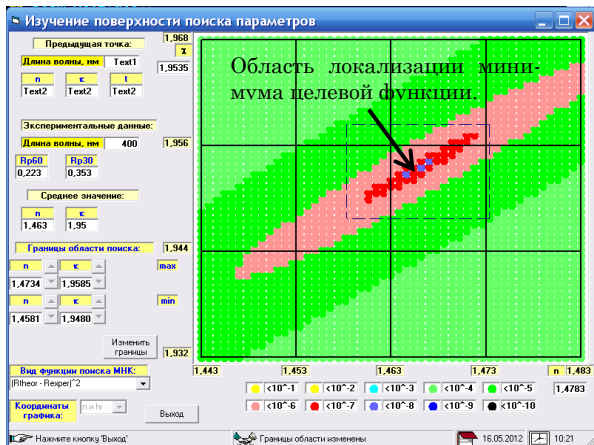 Изучение поверхности поиска параметров
Предыдущая точка:
Длина волны, нм Text1
n к t
Text2 Text2 Text2
Экспериментальные данные:
Длина волны, нм 400
Rp60 Rp30
0,223 0,353
Среднее значение:
n к
1,463 1,95
Границы области поиска:
n к max
1,4734 1,9585
n к min
1,4581 1,9480
Изменить
границы
Вид функции поиска МНК:
(Rtheor - Rexper)^2
Координаты
графика:
n и hi
Выход
1,968
χ
1,9535
1,956
1,944
1,932
Область локализации мини-
мума целевой функции.
1,443 1,453 1,463 1,473 n 1,483
<10^-1 <10^-2 <10^-3 <10^-4 <10^-5 1,4783
<10^-6 <10^-7 <10^-8 <10^-9 <10^-10
Нажмите кнопку 'Выход' Границы области изменены 16.05.2012 10:21